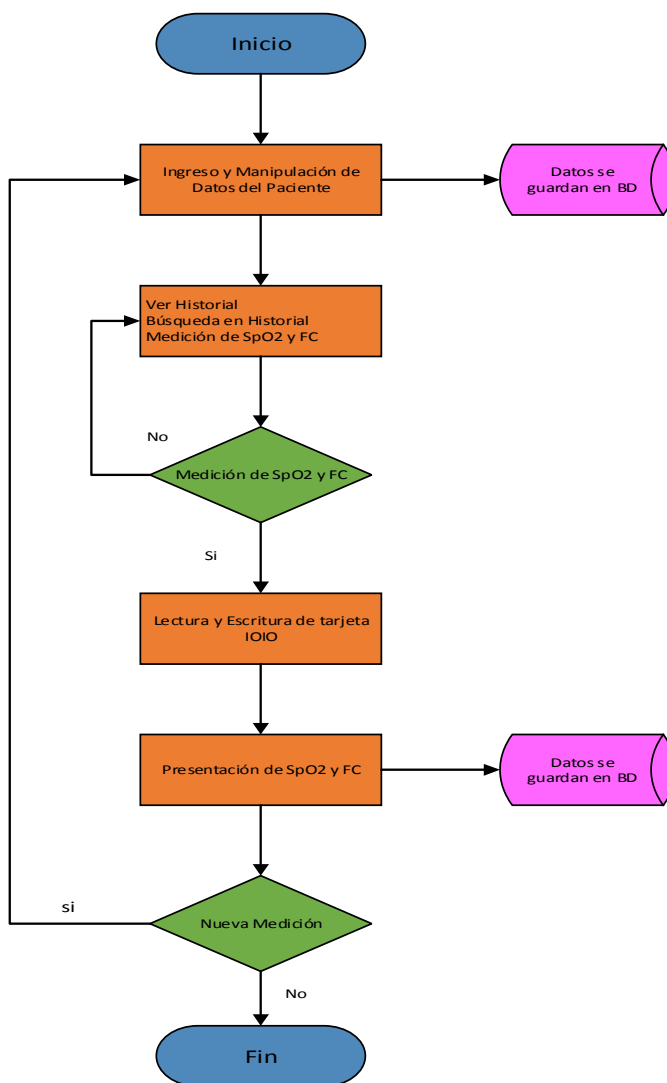 Inicio
Ingreso y Manipulación de
Datos del Paciente
Datos se
guardan en BD
Ver Historial
Búsqueda en Historial
Medición de SpO2 y FC
No
Medición de SpO2 y FC
Si
Lectura y Escritura de tarjeta
IOIO
Presentación de SpO2 y FC
Datos se
guardan en BD
si
Nueva Medición
No
Fin